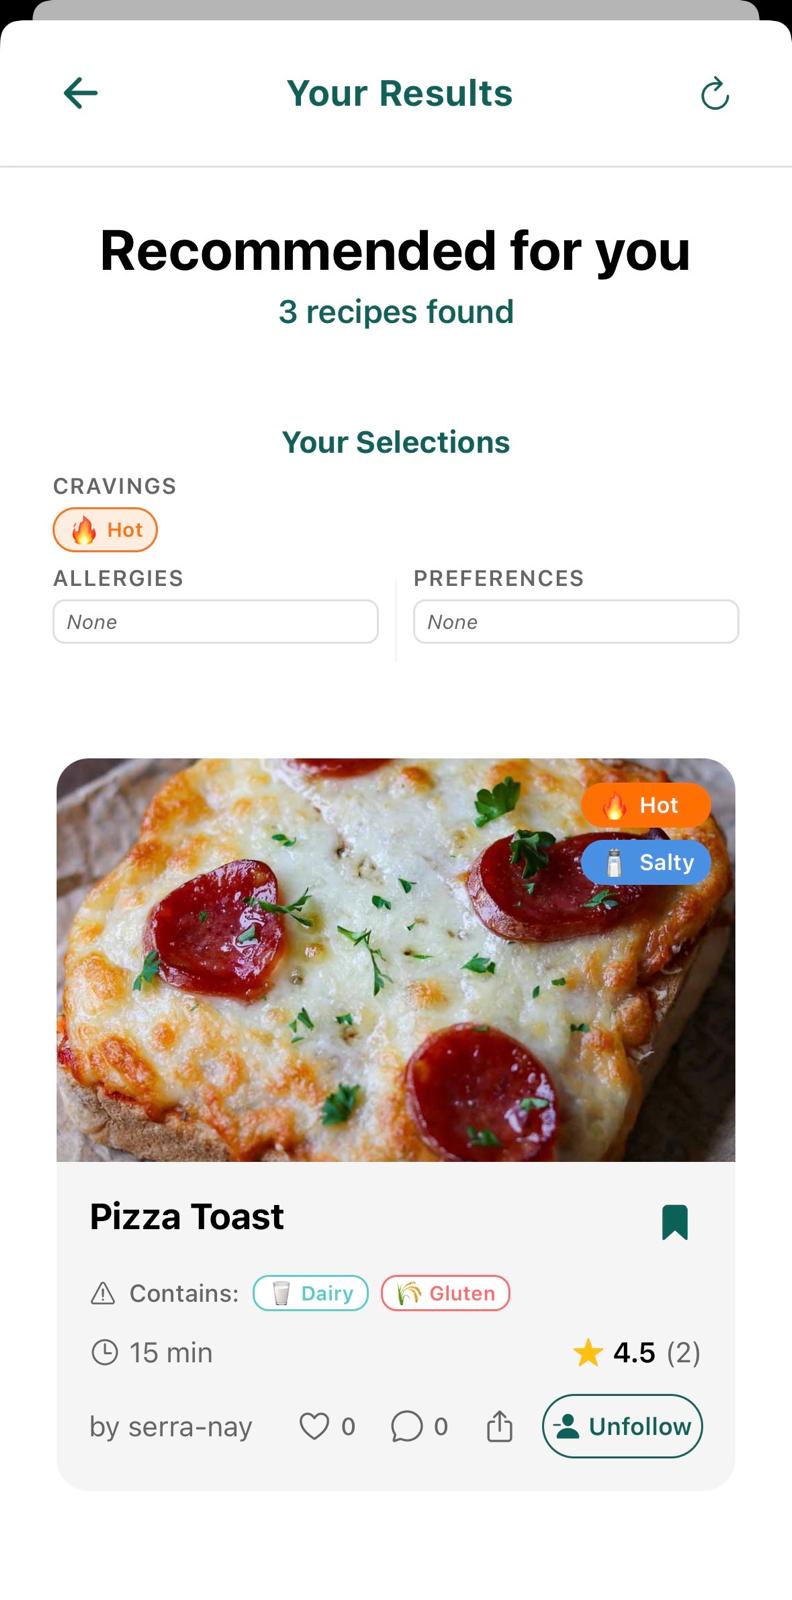 Your Results
Recommended for you
3 recipes found
Your Selections
CRAVINGS
🔥 Hot
ALLERGIES
None
PREFERENCES
None
🔥 Hot
🧂 Salty
Pizza Toast
Contains: 🥛 Dairy 🌾 Gluten
15 min
4.5 (2)
by serra-nay 0 0 Unfollow